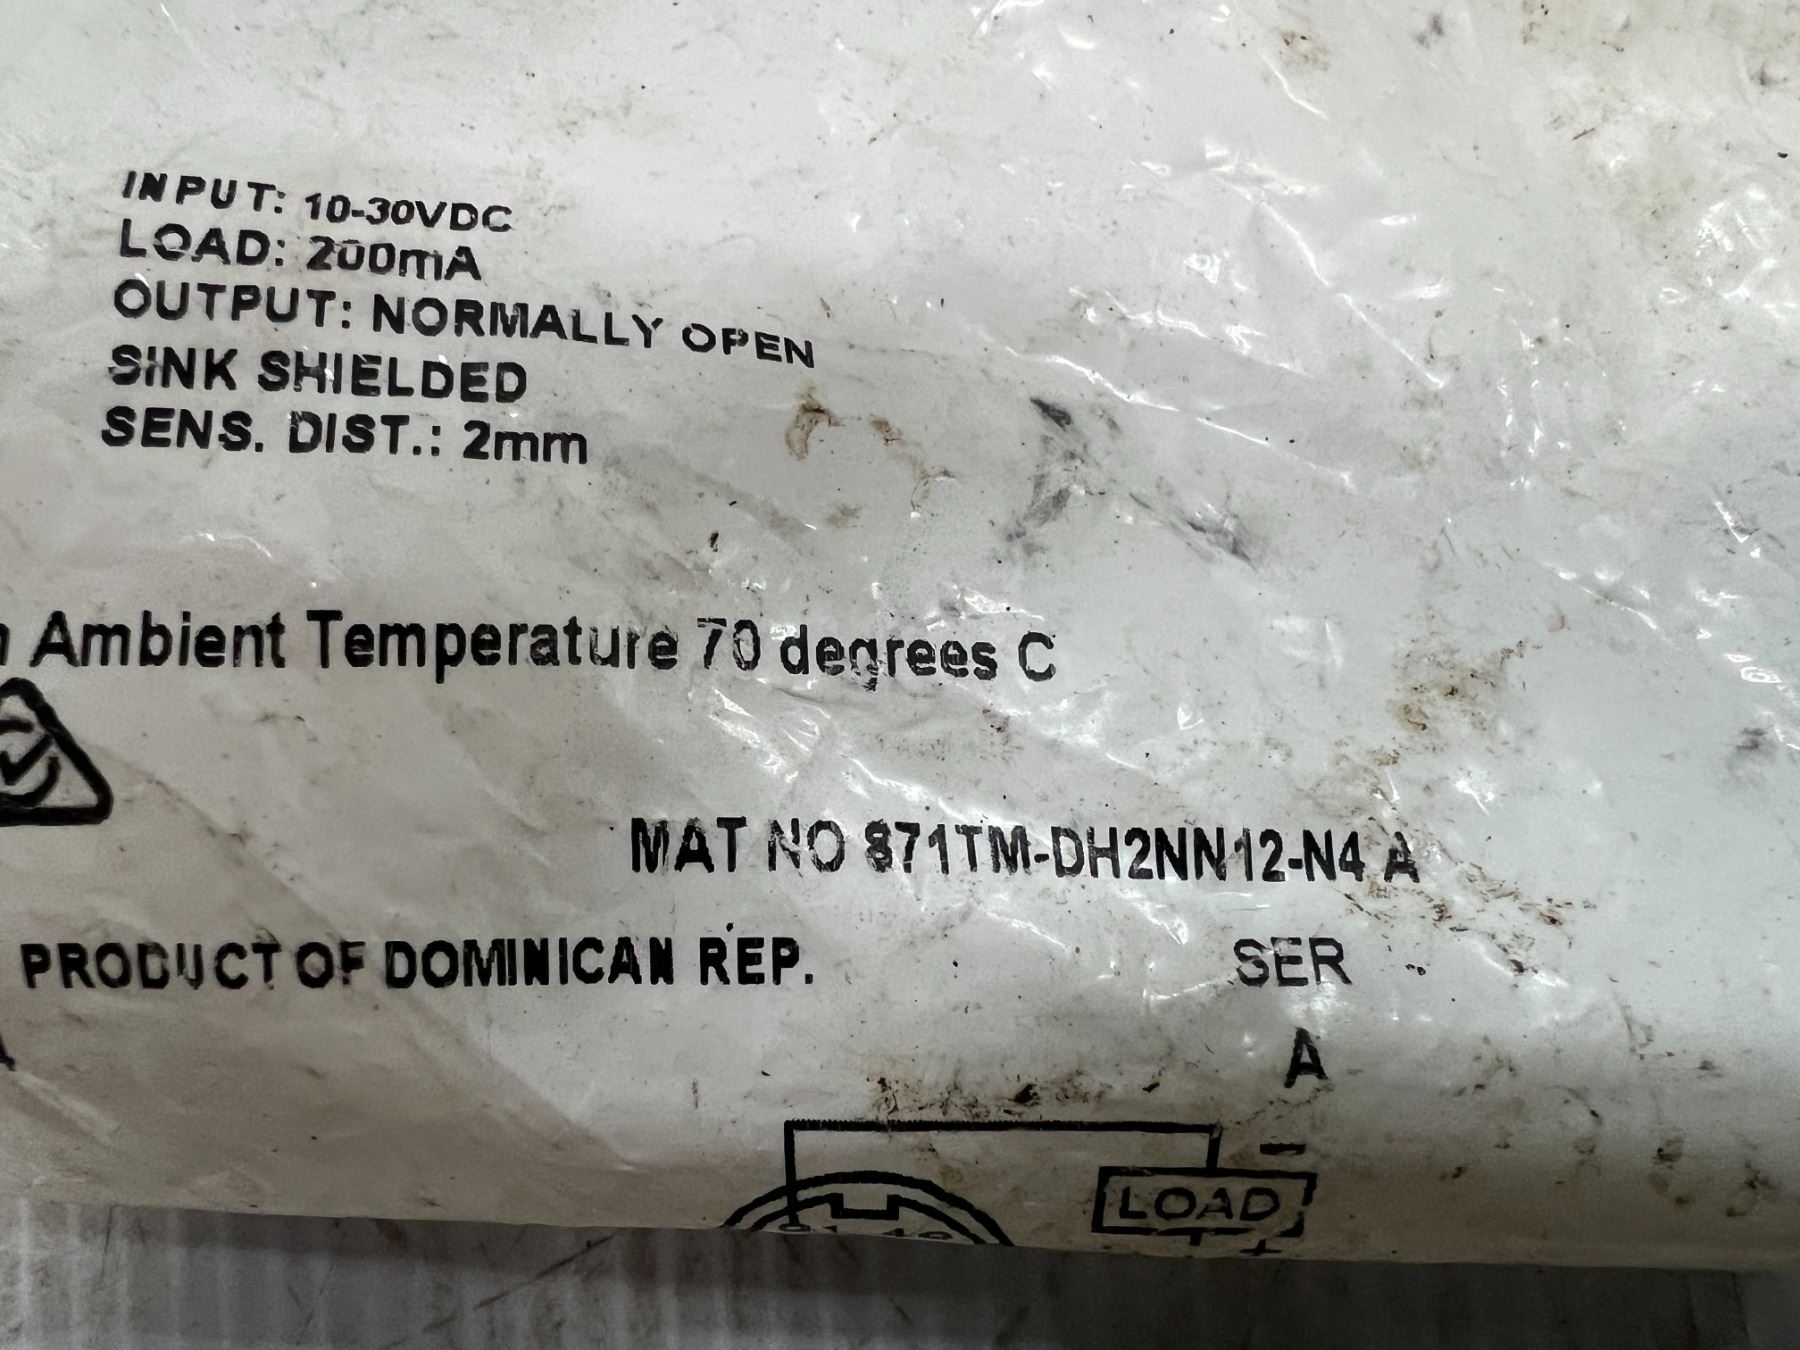 INPUT: 10-30VDC
LOAD: 200mA
OUTPUT: NORMALLY OPEN
SINK SHIELDED
SENS. DIST.: 2mm
Ambient Temperature 70 degrees C
MAT NO 871TM-DH2NN12-N4 A
PRODUCT OF DOMINICAN REP.
SER
A
-
LOAD
+